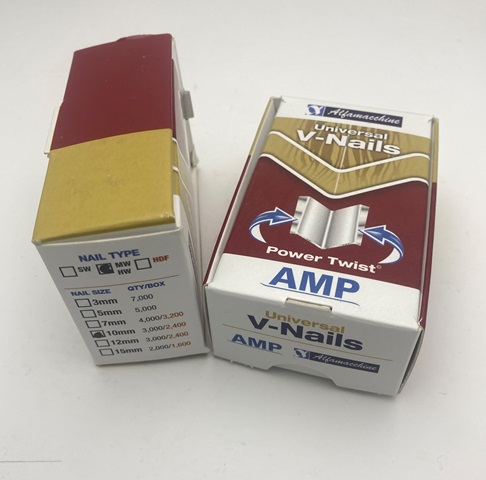 NAIL TYPE
SW MW HW HDF
NAIL SIZE QTY/BOX
3mm 7,000
5mm 5,000
7mm 4,000/3,200
10mm 3,000/2,400
12mm 3,000/2,400
15mm 2,000/1,600
Alfamacchine
Universal
V-Nails
Power Twist®
AMP
Universal
V-Nails
AMP Alfamacchine